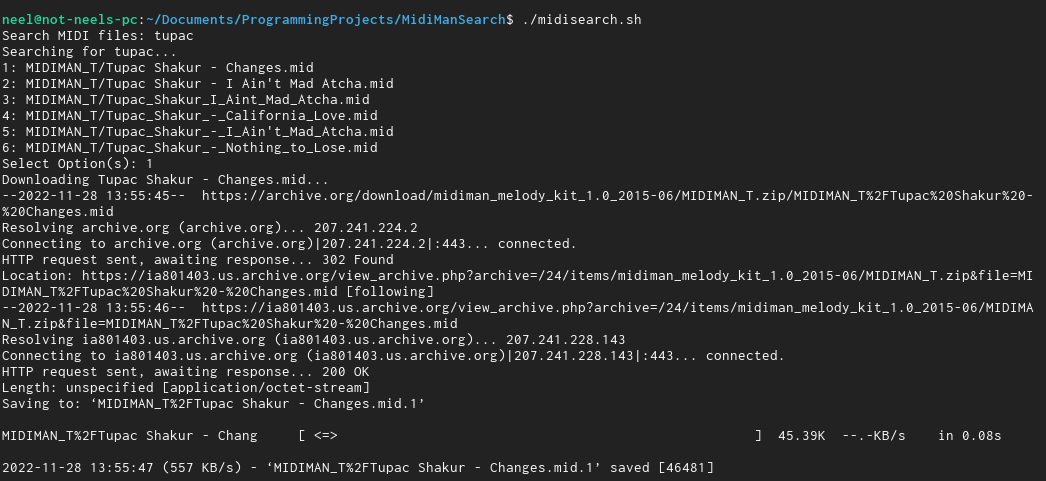 neel@not-neels-pc:~/Documents/ProgrammingProjects/MidiManSearch$ ./midisearch.sh
Search MIDI files: tupac
Searching for tupac...
1: MIDIMAN_T/Tupac Shakur - Changes.mid
2: MIDIMAN_T/Tupac Shakur - I Ain't Mad Atcha.mid
3: MIDIMAN_T/Tupac_Shakur_I_Aint_Mad_Atcha.mid
4: MIDIMAN_T/Tupac_Shakur_-_California_Love.mid
5: MIDIMAN_T/Tupac_Shakur_-_I_Ain't_Mad_Atcha.mid
6: MIDIMAN_T/Tupac_Shakur_-_Nothing_to_Lose.mid
Select Option(s): 1
Downloading Tupac Shakur - Changes.mid...
--2022-11-28 13:55:45--  https://archive.org/download/midiman_melody_kit_1.0_2015-06/MIDIMAN_T.zip/MIDIMAN_T%2FTupac%20Shakur%20-
%20Changes.mid
Resolving archive.org (archive.org)... 207.241.224.2
Connecting to archive.org (archive.org)|207.241.224.2|:443... connected.
HTTP request sent, awaiting response... 302 Found
Location: https://ia801403.us.archive.org/view_archive.php?archive=/24/items/midiman_melody_kit_1.0_2015-06/MIDIMAN_T.zip&file=MI
DIMAN_T%2FTupac%20Shakur%20-%20Changes.mid [following]
--2022-11-28 13:55:46--  https://ia801403.us.archive.org/view_archive.php?archive=/24/items/midiman_melody_kit_1.0_2015-06/MIDIMA
N_T.zip&file=MIDIMAN_T%2FTupac%20Shakur%20-%20Changes.mid
Resolving ia801403.us.archive.org (ia801403.us.archive.org)... 207.241.228.143
Connecting to ia801403.us.archive.org (ia801403.us.archive.org)|207.241.228.143|:443... connected.
HTTP request sent, awaiting response... 200 OK
Length: unspecified [application/octet-stream]
Saving to: ‘MIDIMAN_T%2FTupac Shakur - Changes.mid.1’
MIDIMAN_T%2FTupac Shakur - Chang     [ <=>                                                    ]  45.39K  --.-KB/s    in 0.08s
2022-11-28 13:55:47 (557 KB/s) - ‘MIDIMAN_T%2FTupac Shakur - Changes.mid.1’ saved [46481]